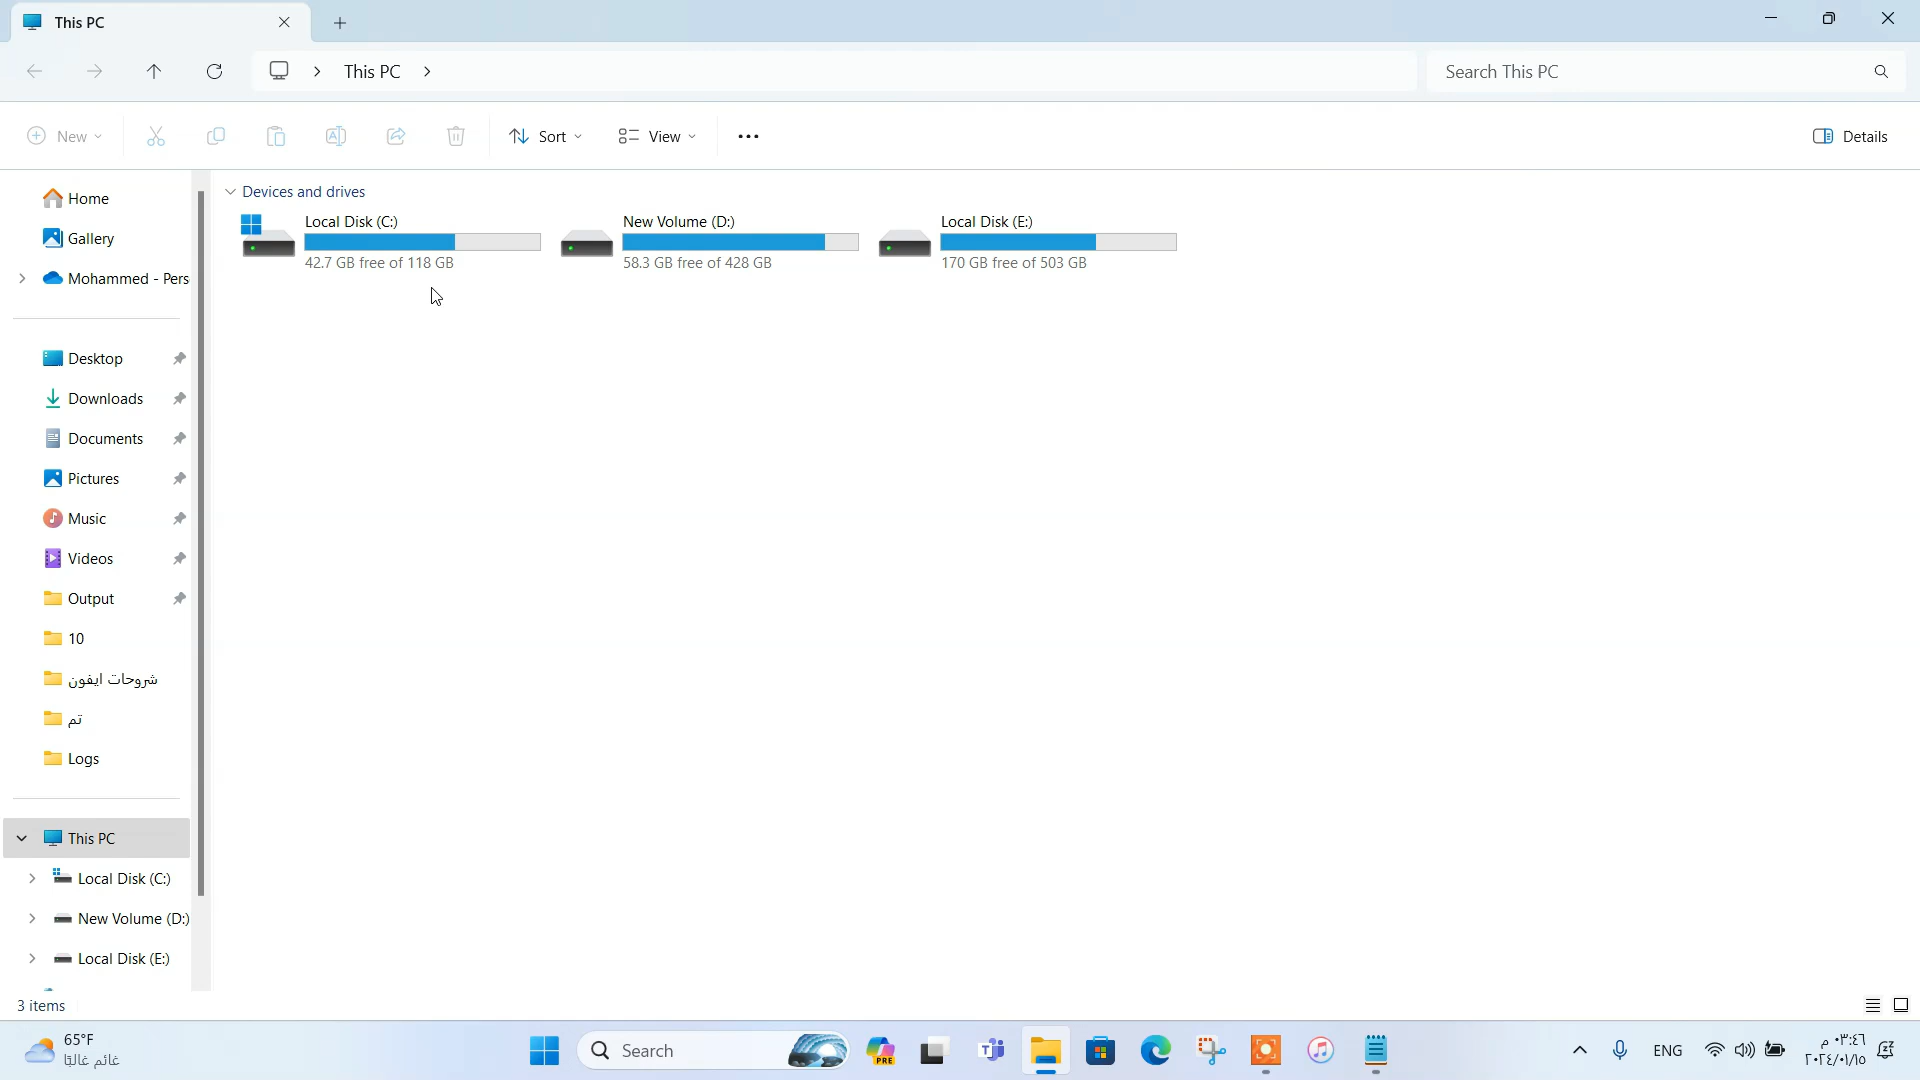 This PC
This PC
Search This PC
New
Sort
View
Details
Home
Gallery
Mohammed - Pers
Desktop
Downloads
Documents
Pictures
Music
Videos
Output
10
شروحات ايفون
تم
Logs
This PC
Local Disk (C:)
New Volume (D:)
Local Disk (E:)
Devices and drives
Local Disk (C:)
42.7 GB free of 118 GB
New Volume (D:)
58.3 GB free of 428 GB
Local Disk (E:)
170 GB free of 503 GB
3 items
65°F
غائم غالبًا
Search
PRE
ENG
٠٣:٤٦ م
٢٠٢٤/٠١/١٥